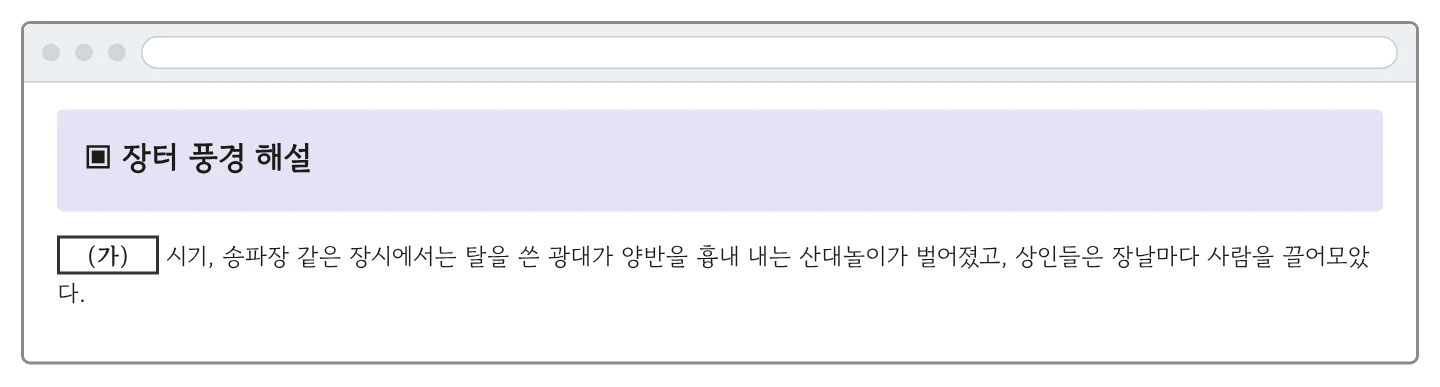 ▣ 장터 풍경 해설
(가) 시기, 송파장 같은 장시에서는 탈을 쓴 광대가 양반을 흉내 내는 산대놀이가 벌어졌고, 상인들은 장날마다 사람을 끌어모았
다.